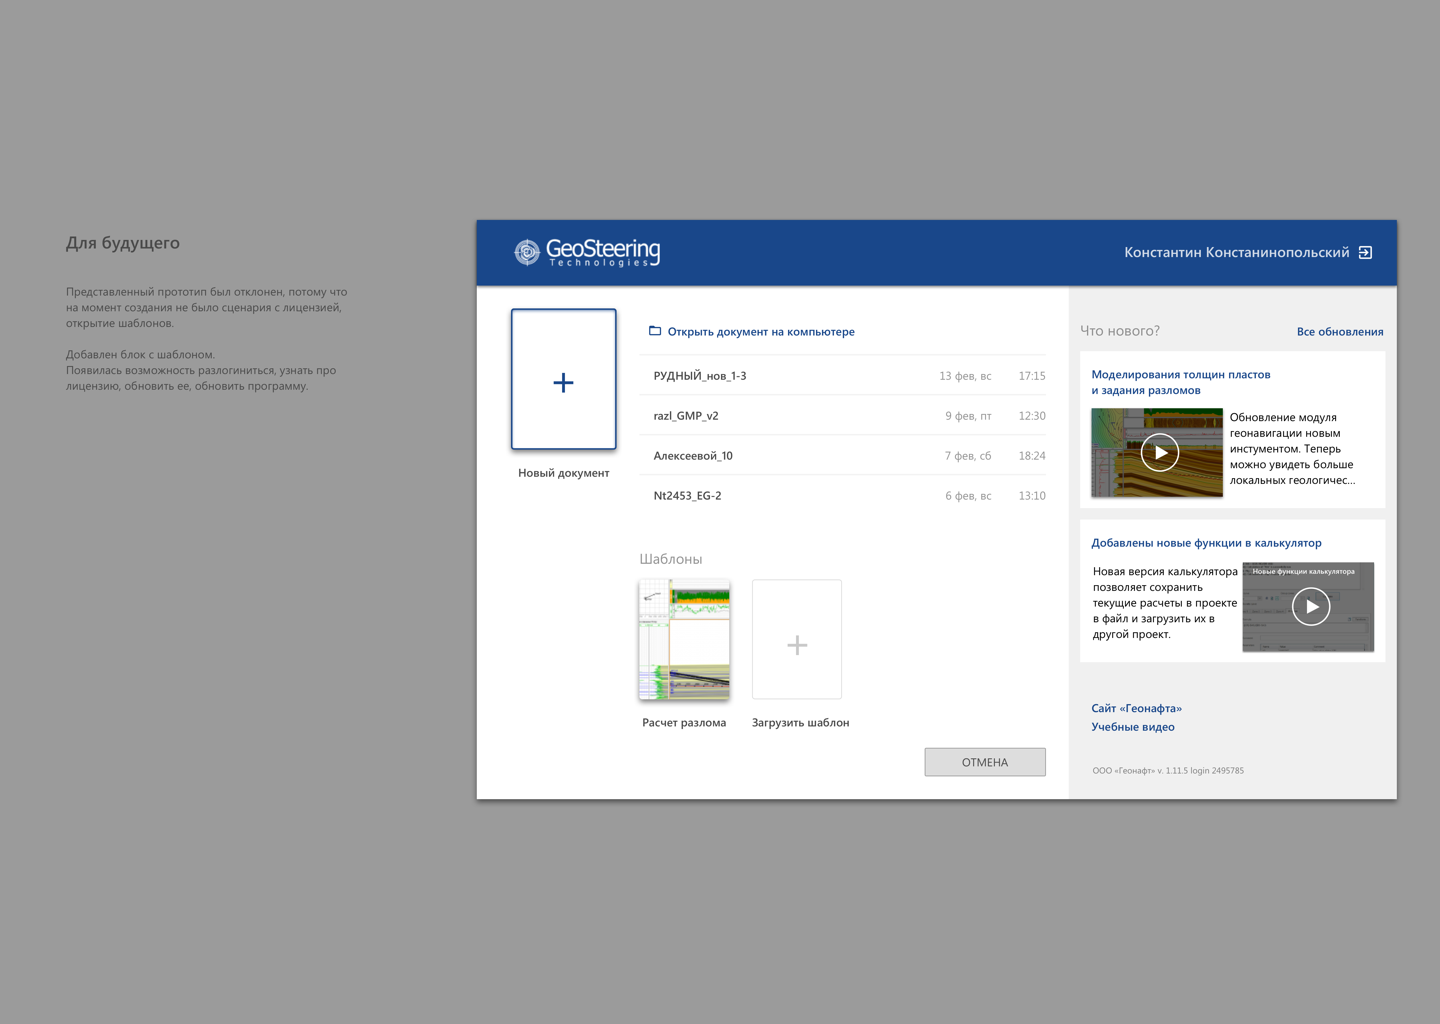 Для будущего
Представленный прототип был отклонен, потому что
на момент создания не было сценария с лицензией,
открытие шаблонов.
Добавлен блок с шаблоном.
Появилась возможность разлогиниться, узнать про
лицензию, обновить ее, обновить программу.
GeoSteering
Technologies
Константин Констанинопольский
Новый документ
Открыть документ на компьютере
РУДНЫЙ_нов_1-3 13 фев, вс 17:15
razl_GMP_v2 9 фев, пт 12:30
Алексеевой_10 7 фев, сб 18:24
Nt2453_EG-2 6 фев, вс 13:10
Шаблоны
Расчет разлома
Загрузить шаблон
ОТМЕНА
Что нового? Все обновления
Моделирования толщин пластов
и задания разломов
Обновление модуля
геонавигации новым
инстументом. Теперь
можно увидеть больше
локальных геологичес...
Добавлены новые функции в калькулятор
Новая версия калькулятора
позволяет сохранить
текущие расчеты в проекте
в файл и загрузить их в
другой проект.
Новые функции калькулятора
Сайт «Геонафта»
Учебные видео
ООО «Геонафт» v. 1.11.5 login 2495785